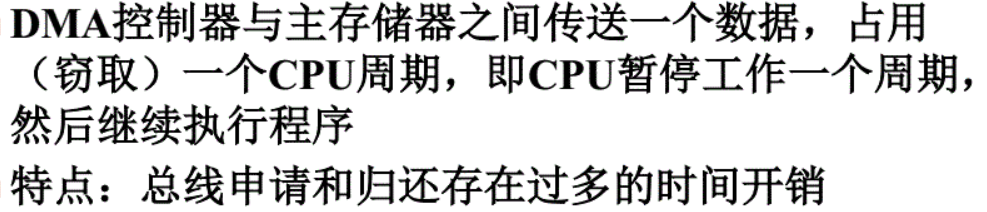 DMA控制器与主存储器之间传送一个数据，占用
（窃取）一个CPU周期，即CPU暂停工作一个周期，
然后继续执行程序
特点：总线申请和归还存在过多的时间开销